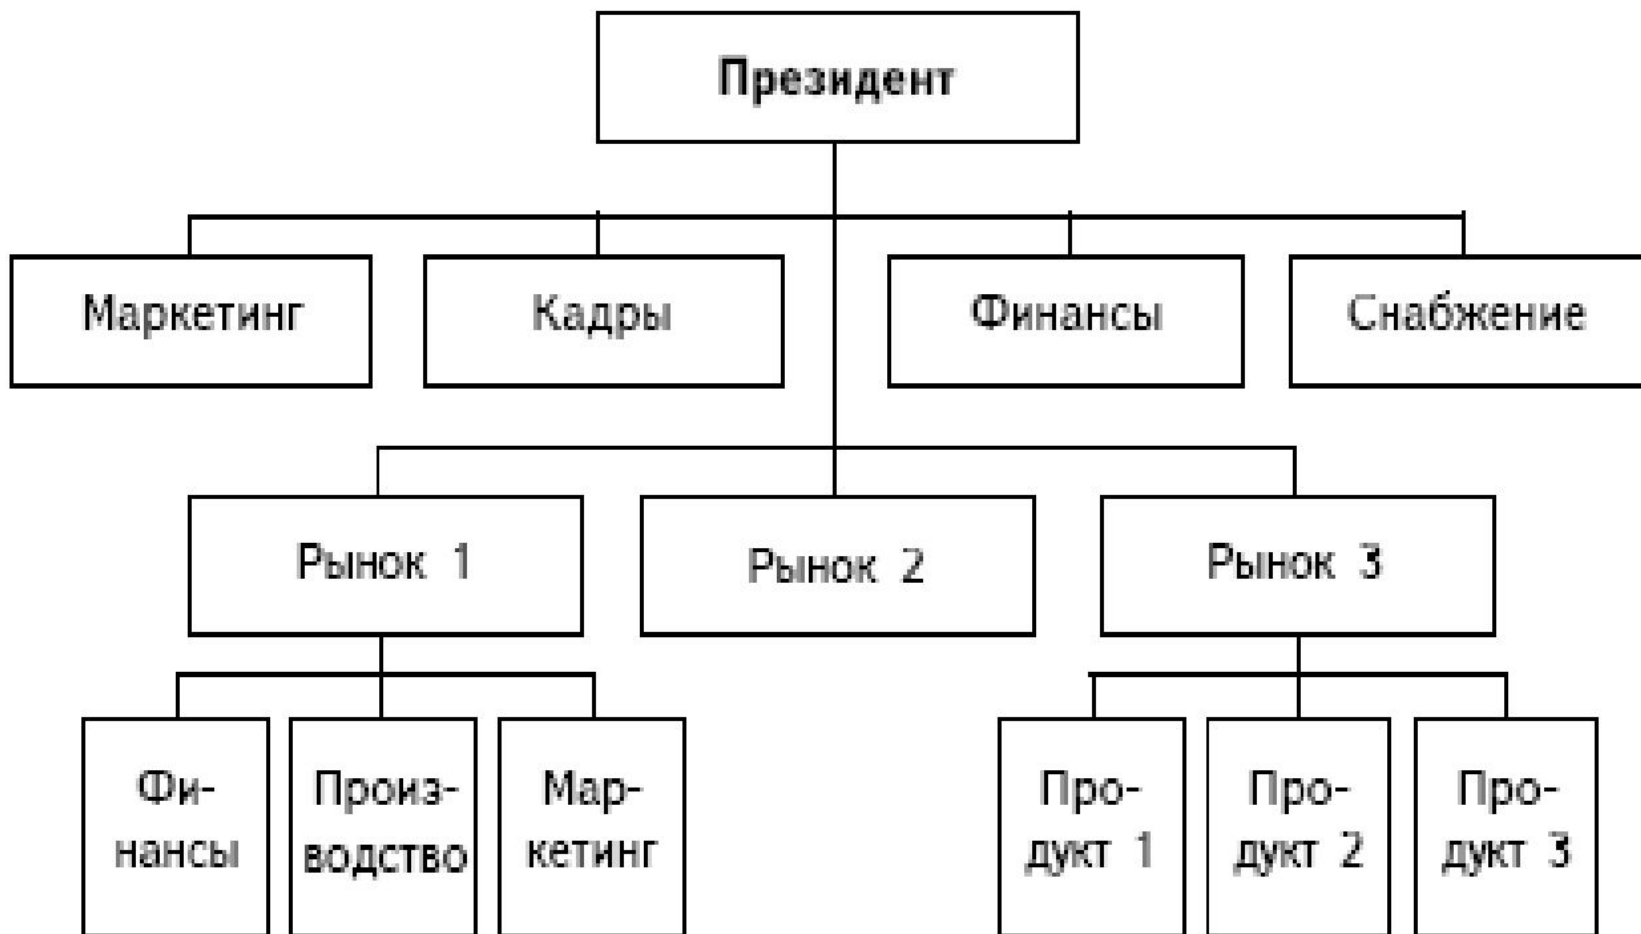 Президент
Маркетинг
Кадры
Финансы
Снабжение
Рынок 1
Рынок 2
Рынок 3
Фи-
нансы
Произ-
водство
Мар-
кетинг
Про-
дукт 1
Про-
дукт 2
Про-
дукт 3